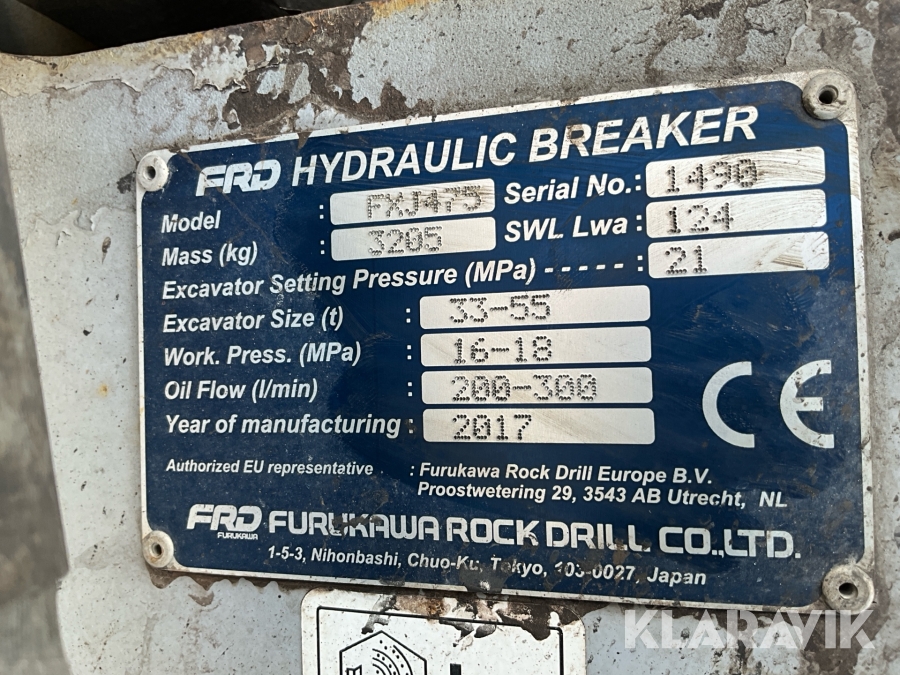 FRD HYDRAULIC BREAKER
Model : FXJ475 Serial No.: 1490
Mass (kg) : 3205 SWL Lwa : 124
Excavator Setting Pressure (MPa) - - - - - : 21
Excavator Size (t) : 33-55
Work. Press. (MPa) : 16-18
Oil Flow (l/min) : 200-300
Year of manufacturing : 2017
CE
Authorized EU representative : Furukawa Rock Drill Europe B.V.
Proostwetering 29, 3543 AB Utrecht, NL
FRD FURUKAWA FURUKAWA ROCK DRILL CO.,LTD.
1-5-3, Nihonbashi, Chuo-Ku, Tokyo, 103-0027, Japan
KLARAVIK